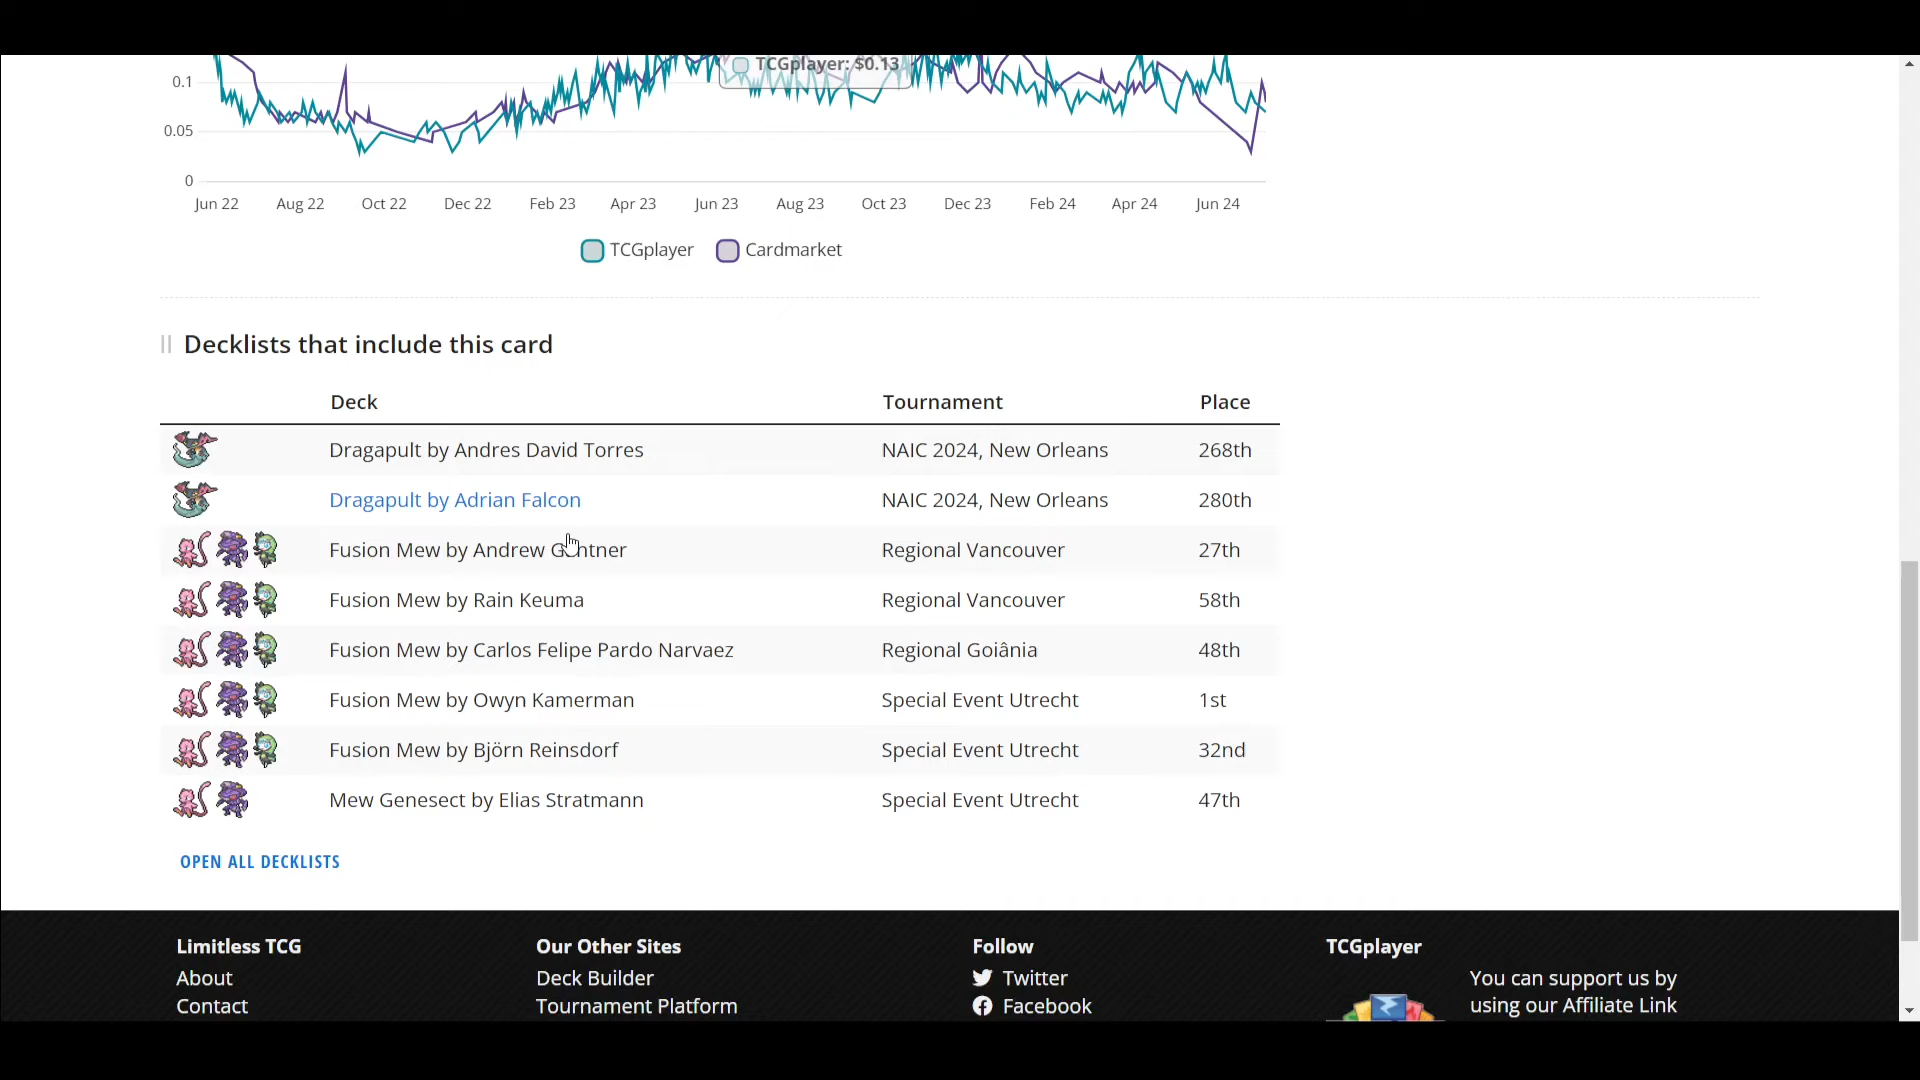 TCGplayer: $0.13
0.1
0.05
0
Jun 22 Aug 22 Oct 22 Dec 22 Feb 23 Apr 23 Jun 23 Aug 23 Oct 23 Dec 23 Feb 24 Apr 24 Jun 24
TCGplayer Cardmarket
Decklists that include this card
Deck Tournament Place
Dragapult by Andres David Torres NAIC 2024, New Orleans 268th
Dragapult by Adrian Falcon NAIC 2024, New Orleans 280th
Fusion Mew by Andrew Regional Vancouver 27th
Fusion Mew by Rain Keuma Regional Vancouver 58th
Fusion Mew by Carlos Felipe Pardo Narvaez Regional Goiânia 48th
Fusion Mew by Owyn Kamerman Special Event Utrecht 1st
Fusion Mew by Björn Reinsdorf Special Event Utrecht 32nd
Mew Genesect by Elias Stratmann Special Event Utrecht 47th
OPEN ALL DECKLISTS
Limitless TCG Our Other Sites Follow TCGplayer
About Deck Builder Twitter You can support us by
Contact Tournament Platform Facebook using our Affiliate Link